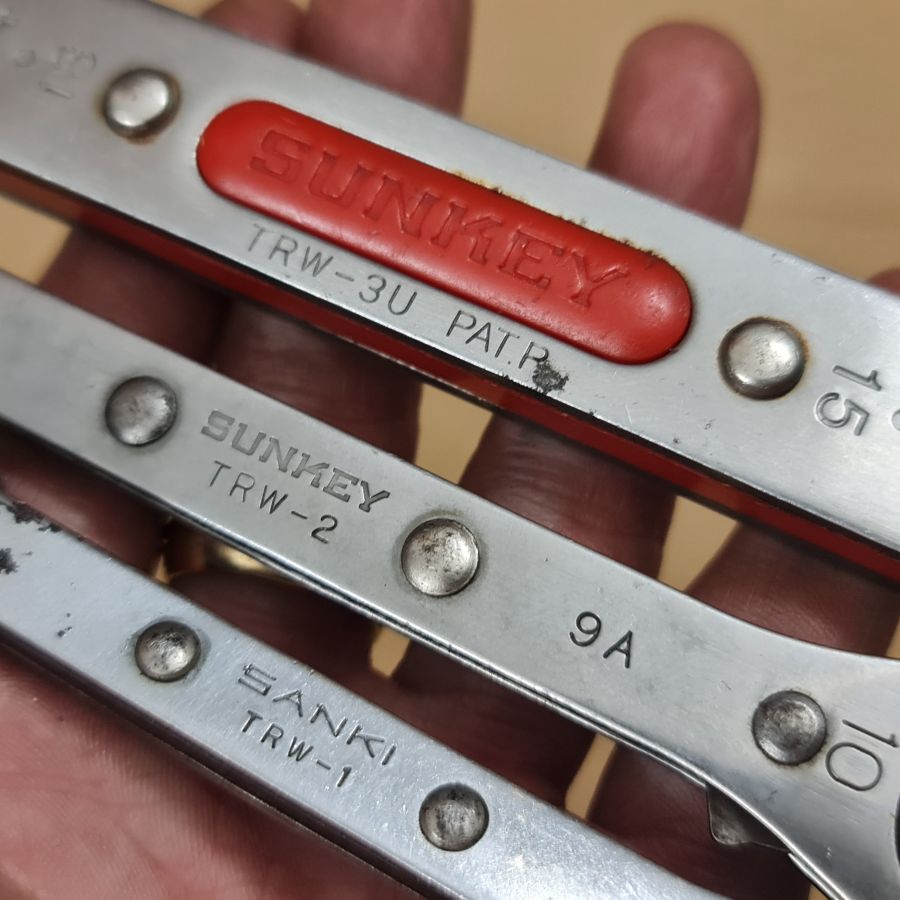 SUNKEY
TRW-3U PAT.P.
15
SUNKEY
TRW-2
9A
10
SANKI
TRW-1